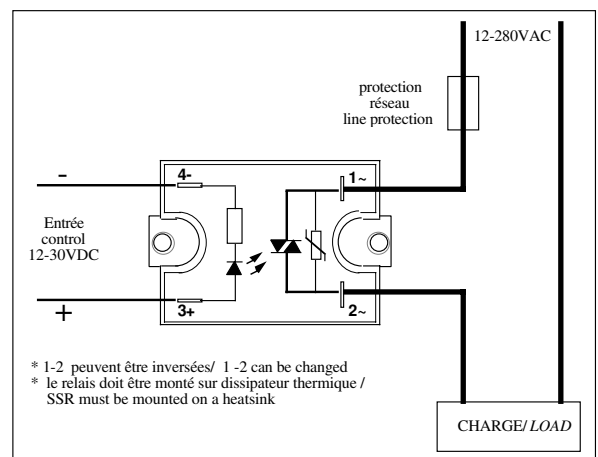 12-280VAC
protection
réseau
line protection
-
4-
1~
Entrée
control
12-30VDC
+
3+
2~
* 1-2 peuvent être inversées/ 1 -2 can be changed
* le relais doit être monté sur dissipateur thermique /
SSR must be mounted on a heatsink
CHARGE/ LOAD